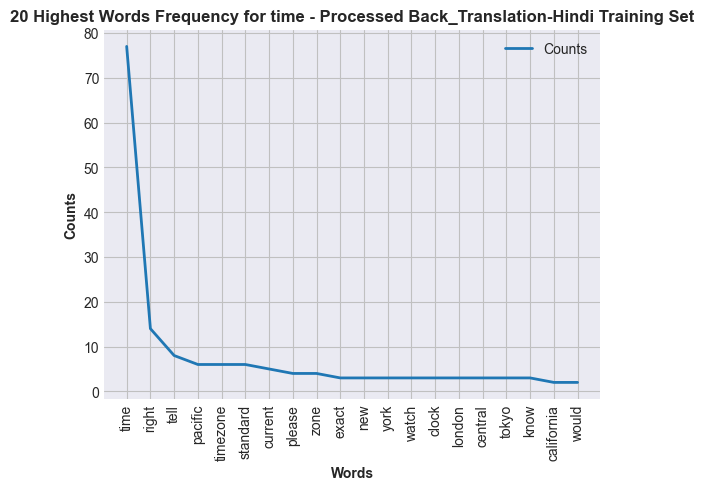 20 Highest Words Frequency for time - Processed Back_Translation-Hindi Training Set
Counts
80
70
60
50
40
30
20
10
0
Counts
time
right
tell
pacific
timezone
standard
current
please
zone
exact
new
york
watch
clock
london
central
tokyo
know
california
would
Words